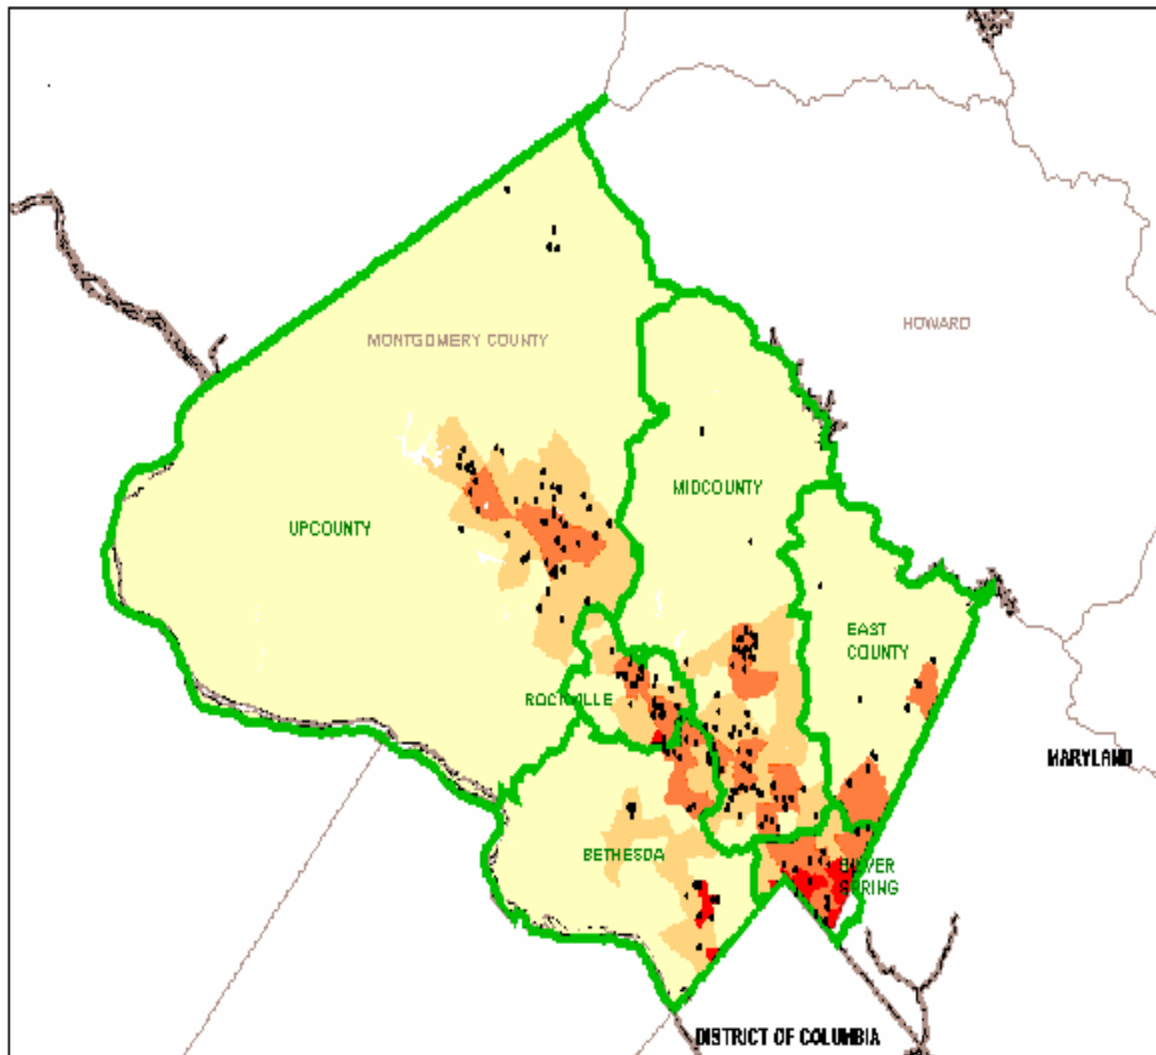 HOWARD
MONTGOMERY COUNTY
MIDCOUNTY
UPCOUNTY
EAST
COUNTY
ROCKVILLE
MARYLAND
BETHESDA
SILVER
SPRING
DISTRICT OF COLUMBIA